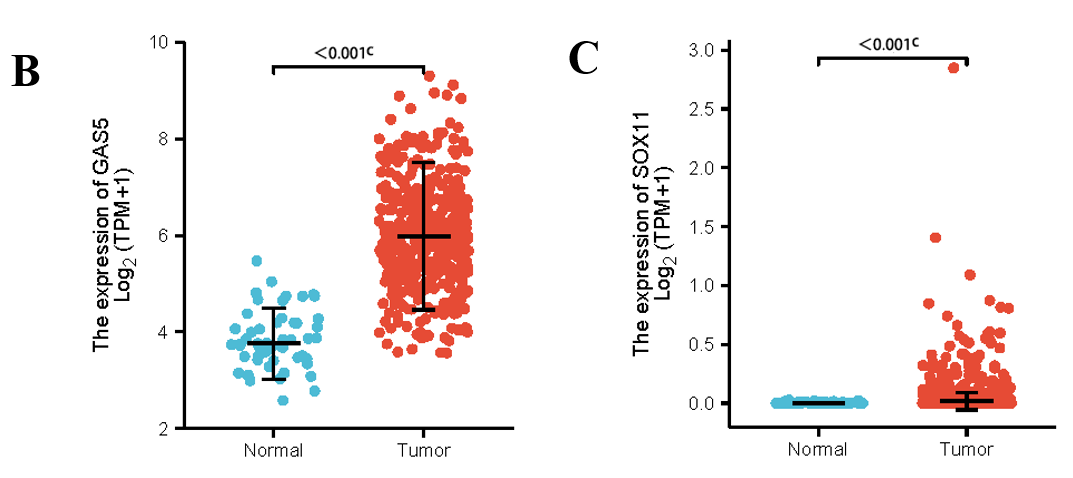 B
<0.001c
The expression of GAS5
Log2 (TPM+1)
10
8
6
4
2
Normal Tumor
C
<0.001c
The expression of SOX11
Log2 (TPM+1)
3.0
2.5
2.0
1.5
1.0
0.5
0.0
Normal Tumor